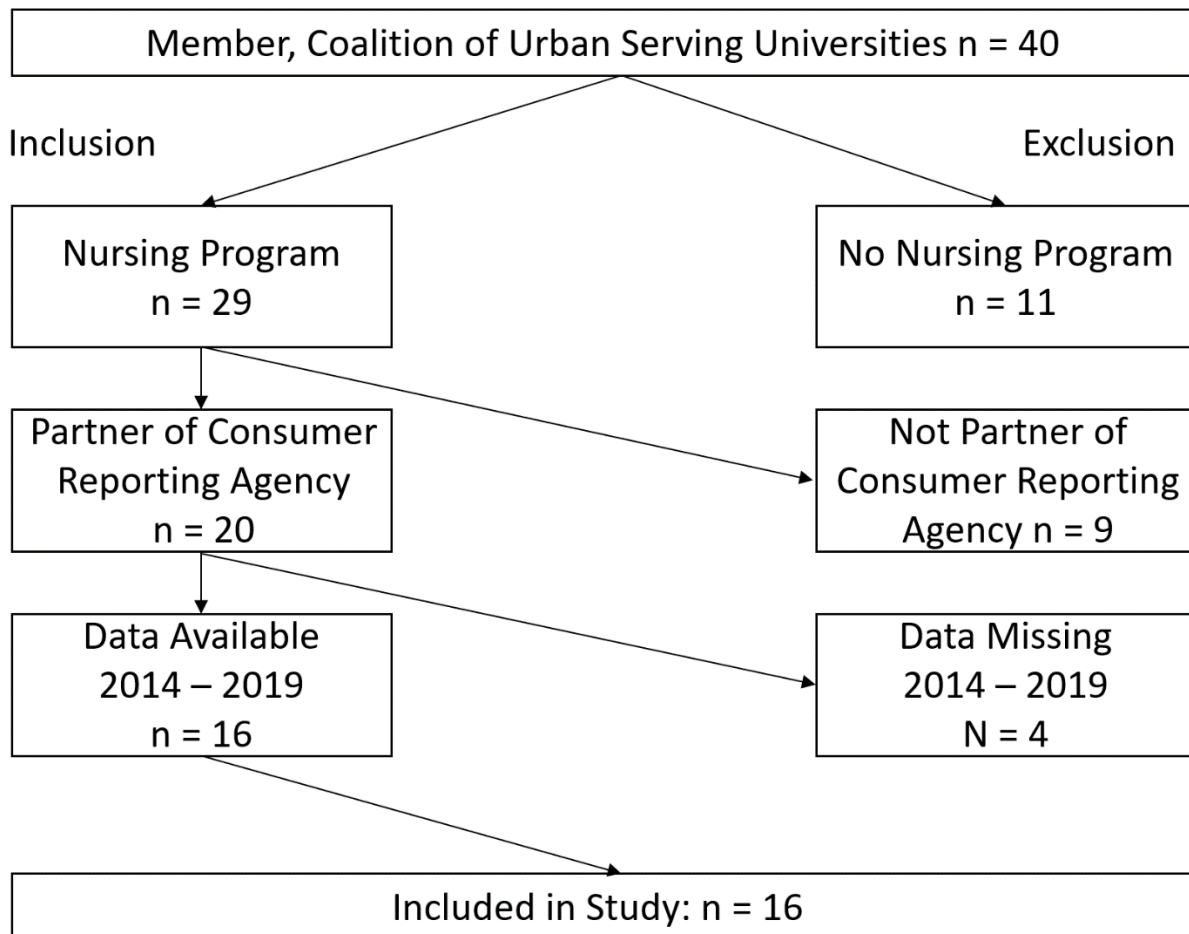 Member, Coalition of Urban Serving Universities n = 40
Inclusion
Exclusion
Nursing Program
n = 29
No Nursing Program
n = 11
Partner of Consumer
Reporting Agency
n = 20
Not Partner of
Consumer Reporting
Agency n = 9
Data Available
2014 – 2019
n = 16
Data Missing
2014 – 2019
N = 4
Included in Study: n = 16